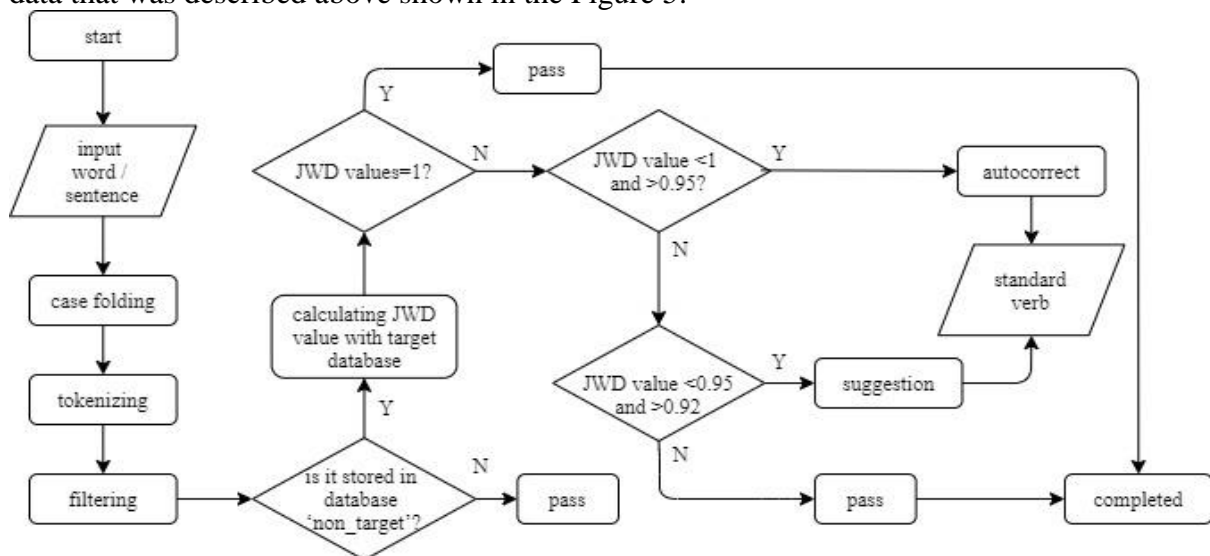 data that was described above shown in the Figure 3.
start
input
word /
sentence
case folding
tokenizing
filtering
is it stored in
database
‘non_target’?
N
pass
Y
calculating JWD
value with target
database
JWD values=1?
Y
pass
N
JWD value <1
and >0.95?
Y
autocorrect
standard
verb
N
JWD value <0.95
and >0.92
Y
suggestion
N
pass
completed